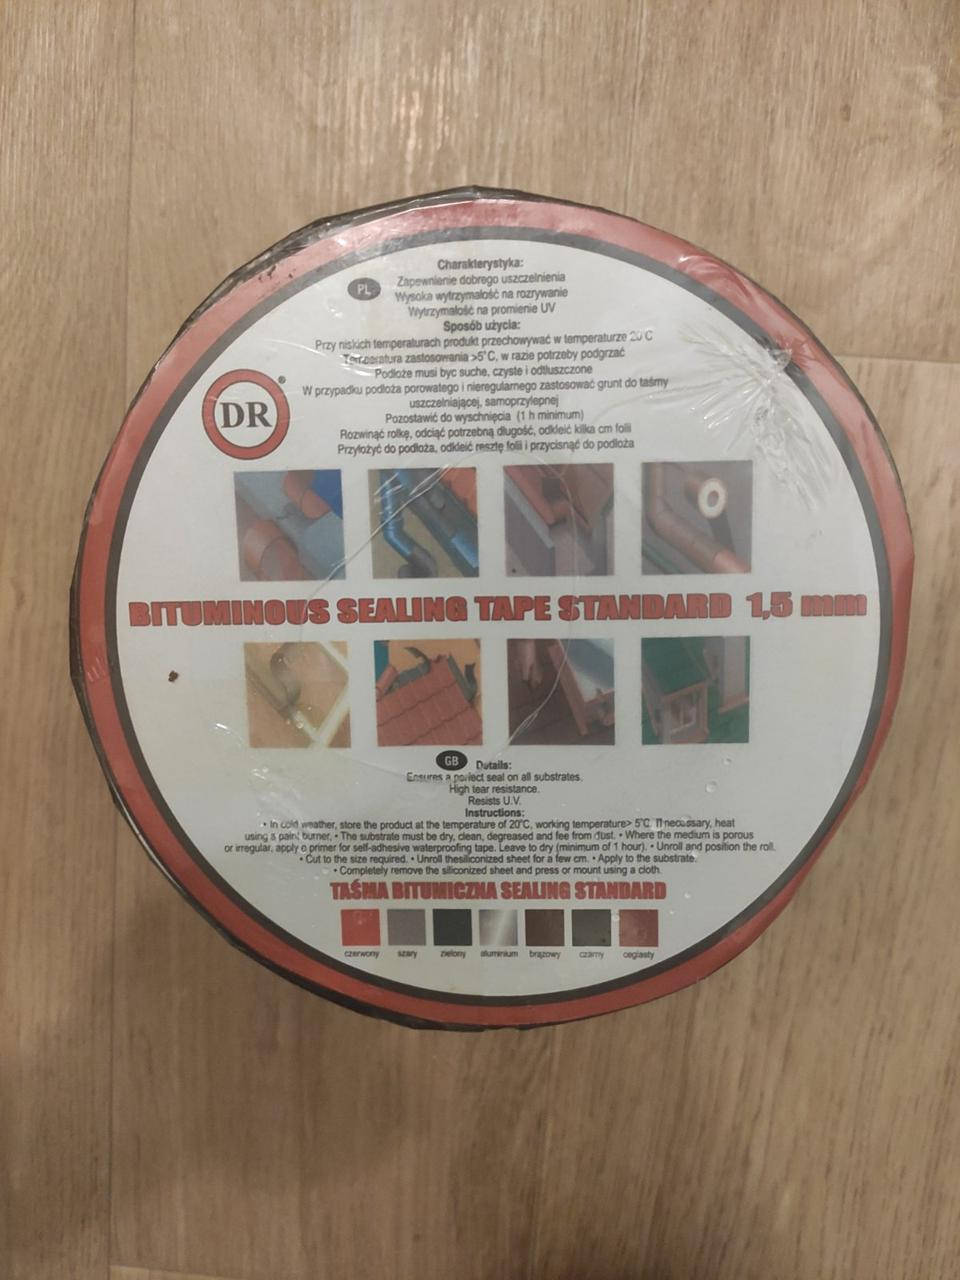 Charakterystyka:
PL
Zapewnienie dobrego uszczelnienia
Wysoka wytrzymałość na rozrywanie
Wytrzymałość na promienie UV
Sposób użycia:
Przy niskich temperaturach produkt przechowywać w temperaturze 20°C
Temperatura zastosowania >5°C, w razie potrzeby podgrzać
Podłoże musi byc suche, czyste i odtłuszczone
W przypadku podłoża porowatego i nieregularnego zastosować grunt do taśmy
uszczelniającej, samoprzylepnej
Pozostawić do wyschnięcia (1 h minimum)
Rozwinąć rolkę, odciąć potrzebną długość, odkleić kilka cm folii
Przyłożyć do podłoża, odkleić resztę folii i przycisnąć do podłoża
DR®
BITUMINOUS SEALING TAPE STANDARD 1,5 mm
GB
Details:
Ensures a perfect seal on all substrates.
High tear resistance.
Resists U.V.
Instructions:
• In cold weather, store the product at the temperature of 20°C, working temperature> 5°C. If necessary, heat
using a paint burner. • The substrate must be dry, clean, degreased and fee from dust. • Where the medium is porous
or irregular, apply a primer for self-adhesive waterproofing tape. Leave to dry (minimum of 1 hour). • Unroll and position the roll.
• Cut to the size required. • Unroll thesiliconized sheet for a few cm. • Apply to the substrate.
• Completely remove the siliconized sheet and press or mount using a cloth.
TAŚMA BITUMICZNA SEALING STANDARD
czerwony szary zielony aluminium brązowy czarny ceglasty